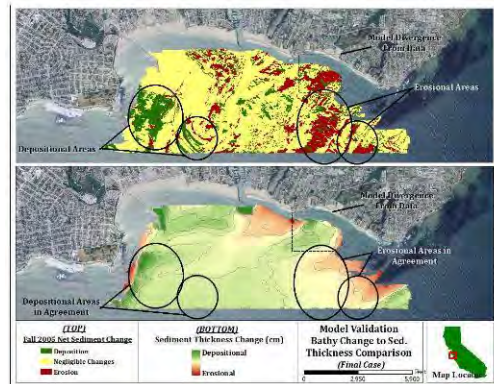 Model Divergence
From Data
Erosional Areas
Depositional Areas
Model Divergence
From Data
Erosional Areas in
Agreement
Depositional Areas
in Agreement
(TOP)
Fall 2005 Net Sediment Change
Deposition
Negligible Changes
Erosion
(BOTTOM)
Sediment Thickness Change (cm)
Depositional
Erosional
Model Validation
Bathy Change to Sed.
Thickness Comparison
(Final Case)
0 2,950 5,900
Map Location